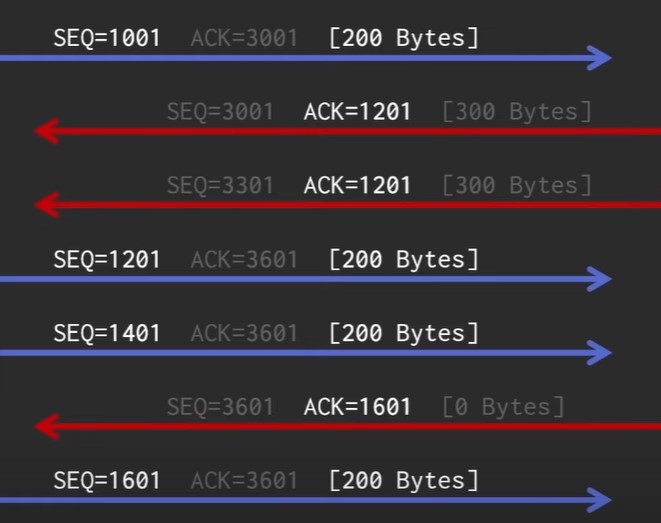 SEQ=1001 ACK=3001 [200 Bytes]
SEQ=3001 ACK=1201 [300 Bytes]
SEQ=3301 ACK=1201 [300 Bytes]
SEQ=1201 ACK=3601 [200 Bytes]
SEQ=1401 ACK=3601 [200 Bytes]
SEQ=3601 ACK=1601 [0 Bytes]
SEQ=1601 ACK=3601 [200 Bytes]